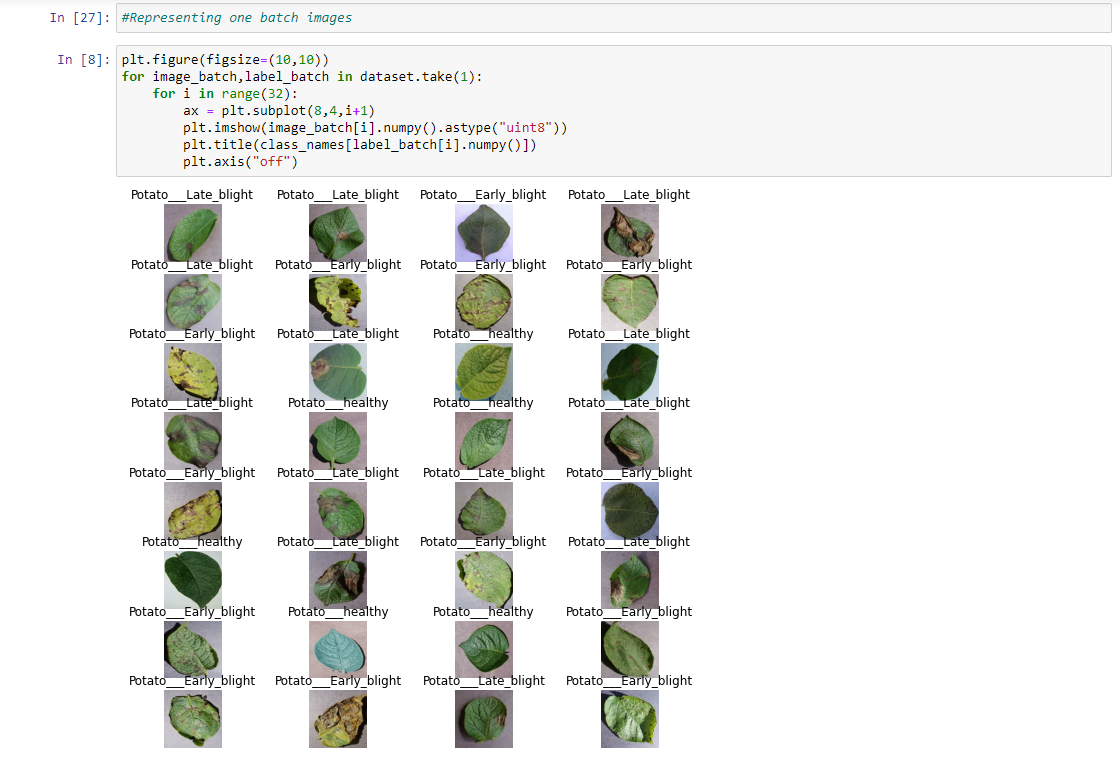 In [27]: #Representing one batch images
In [8]: plt.figure(figsize=(10,10))
for image_batch,label_batch in dataset.take(1):
    for i in range(32):
        ax = plt.subplot(8,4,i+1)
        plt.imshow(image_batch[i].numpy().astype("uint8"))
        plt.title(class_names[label_batch[i].numpy()])
        plt.axis("off")
Potato___Late_blight Potato___Late_blight Potato___Early_blight Potato___Late_blight
Potato___Late_blight Potato___Early_blight Potato___Early_blight Potato___Early_blight
Potato___Early_blight Potato___Late_blight Potato___healthy Potato___Late_blight
Potato___Late_blight Potato___healthy Potato___healthy Potato___Late_blight
Potato___Early_blight Potato___Late_blight Potato___Late_blight Potato___Early_blight
Potato___healthy Potato___Late_blight Potato___Early_blight Potato___Late_blight
Potato___Early_blight Potato___healthy Potato___healthy Potato___Early_blight
Potato___Early_blight Potato___Early_blight Potato___Late_blight Potato___Early_blight